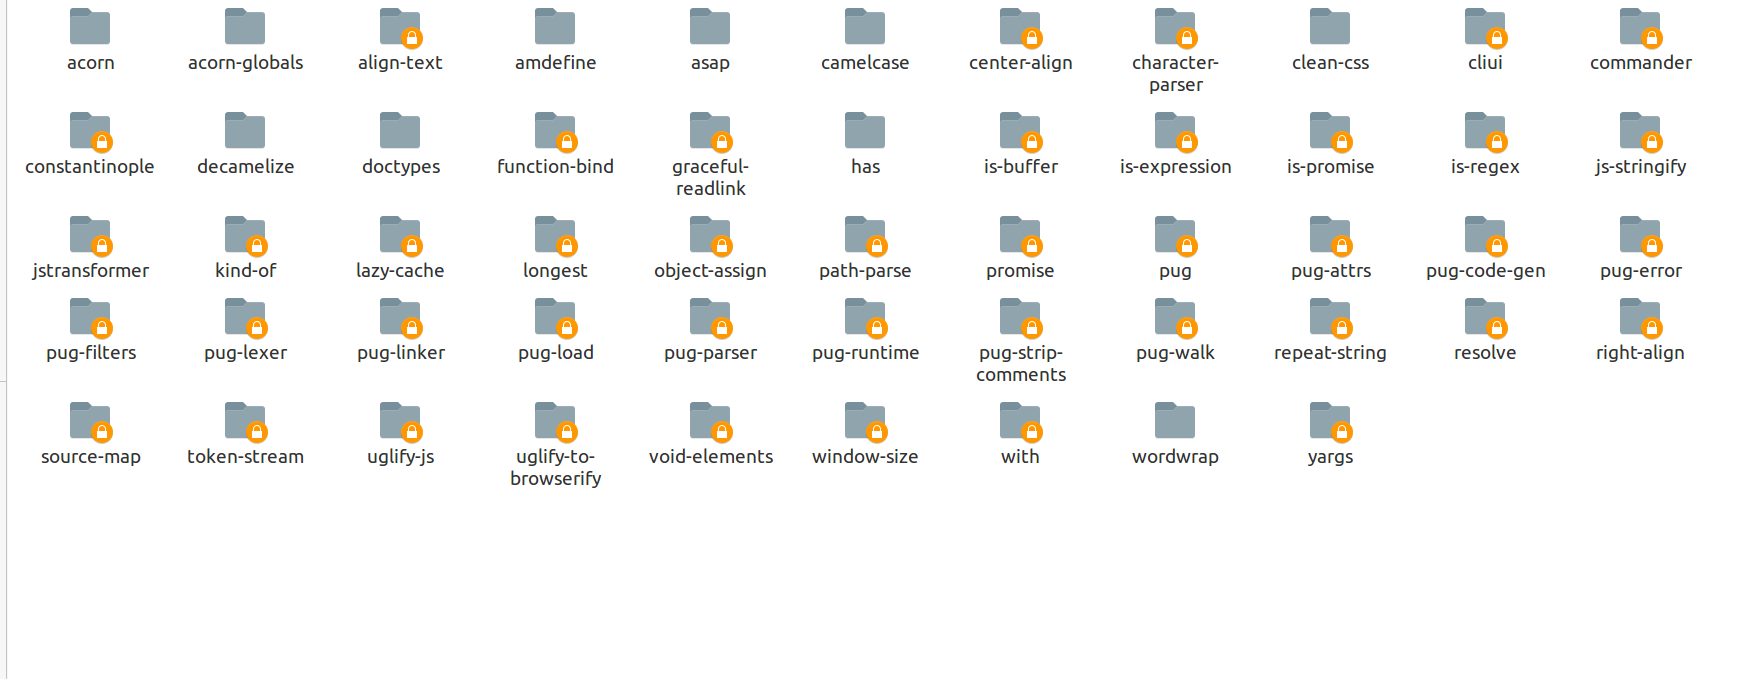 acorn acorn-globals align-text amdefine asap camelcase center-align character-parser clean-css cliui commander
constantinople decamelize doctypes function-bind graceful-readlink has is-buffer is-expression is-promise is-regex js-stringify
jstransformer kind-of lazy-cache longest object-assign path-parse promise pug pug-attrs pug-code-gen pug-error
pug-filters pug-lexer pug-linker pug-load pug-parser pug-runtime pug-strip-comments pug-walk repeat-string resolve right-align
source-map token-stream uglify-js uglify-to-browserify void-elements window-size with wordwrap yargs